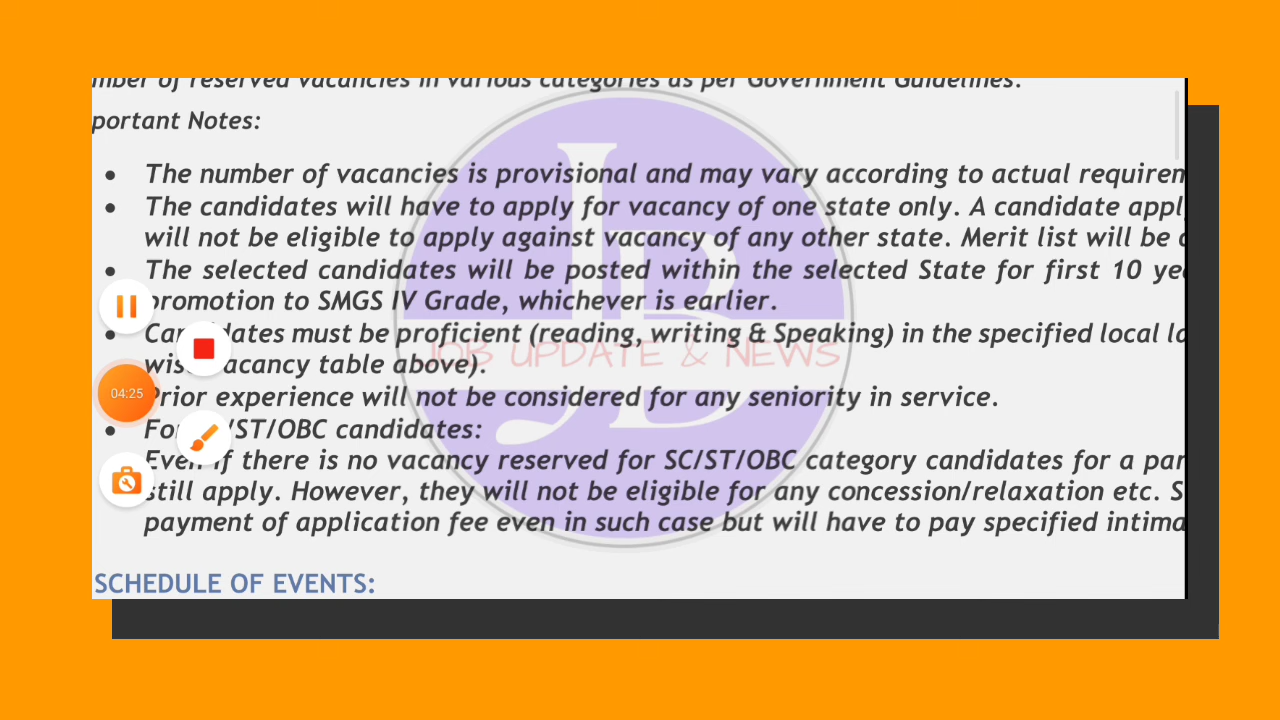 mber of reserved vacancies in various categories as per Government Guidelines.
portant Notes:
• The number of vacancies is provisional and may vary according to actual requirem
• The candidates will have to apply for vacancy of one state only. A candidate appl
will not be eligible to apply against vacancy of any other state. Merit list will be
• The selected candidates will be posted within the selected State for first 10 ye
promotion to SMGS IV Grade, whichever is earlier.
• must be proficient (reading, writing & Speaking) in the specified local
vacancy table above).
Prior experience will not be considered for any seniority in service.
• /ST/OBC candidates:
Even if there is no vacancy reserved for SC/ST/OBC category candidates for a par
still apply. However, they will not be eligible for any concession/relaxation etc. S
payment of application fee even in such case but will have to pay specified intima
SCHEDULE OF EVENTS:
JB
JOB UPDATE & NEWS
04:25